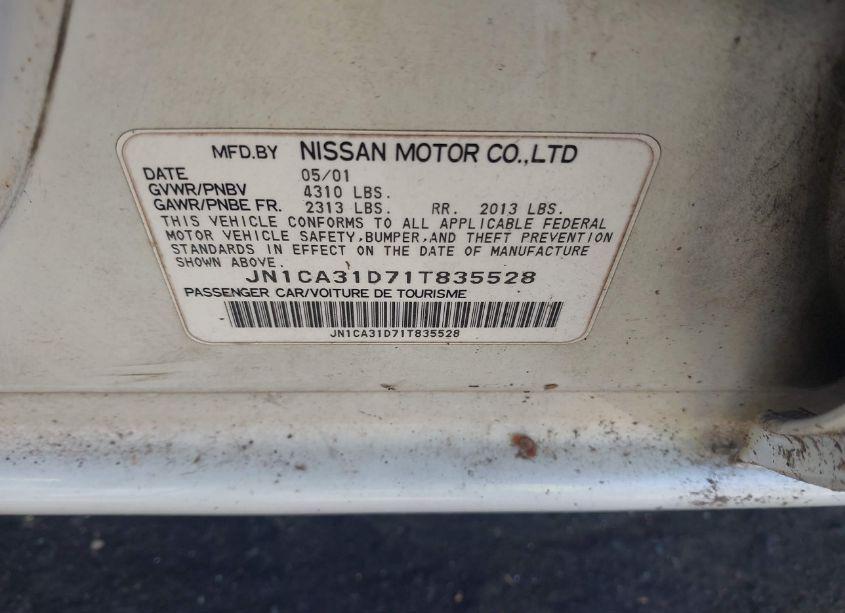 MFD.BY NISSAN MOTOR CO.,LTD
DATE 05/01
GVWR/PNBV 4310 LBS.
GAWR/PNBE FR. 2313 LBS. RR. 2013 LBS.
THIS VEHICLE CONFORMS TO ALL APPLICABLE FEDERAL
MOTOR VEHICLE SAFETY,BUMPER,AND THEFT PREVENTION
STANDARDS IN EFFECT ON THE DATE OF MANUFACTURE
SHOWN ABOVE.
JN1CA31D71T835528
PASSENGER CAR/VOITURE DE TOURISME
JN1CA31D71T835528